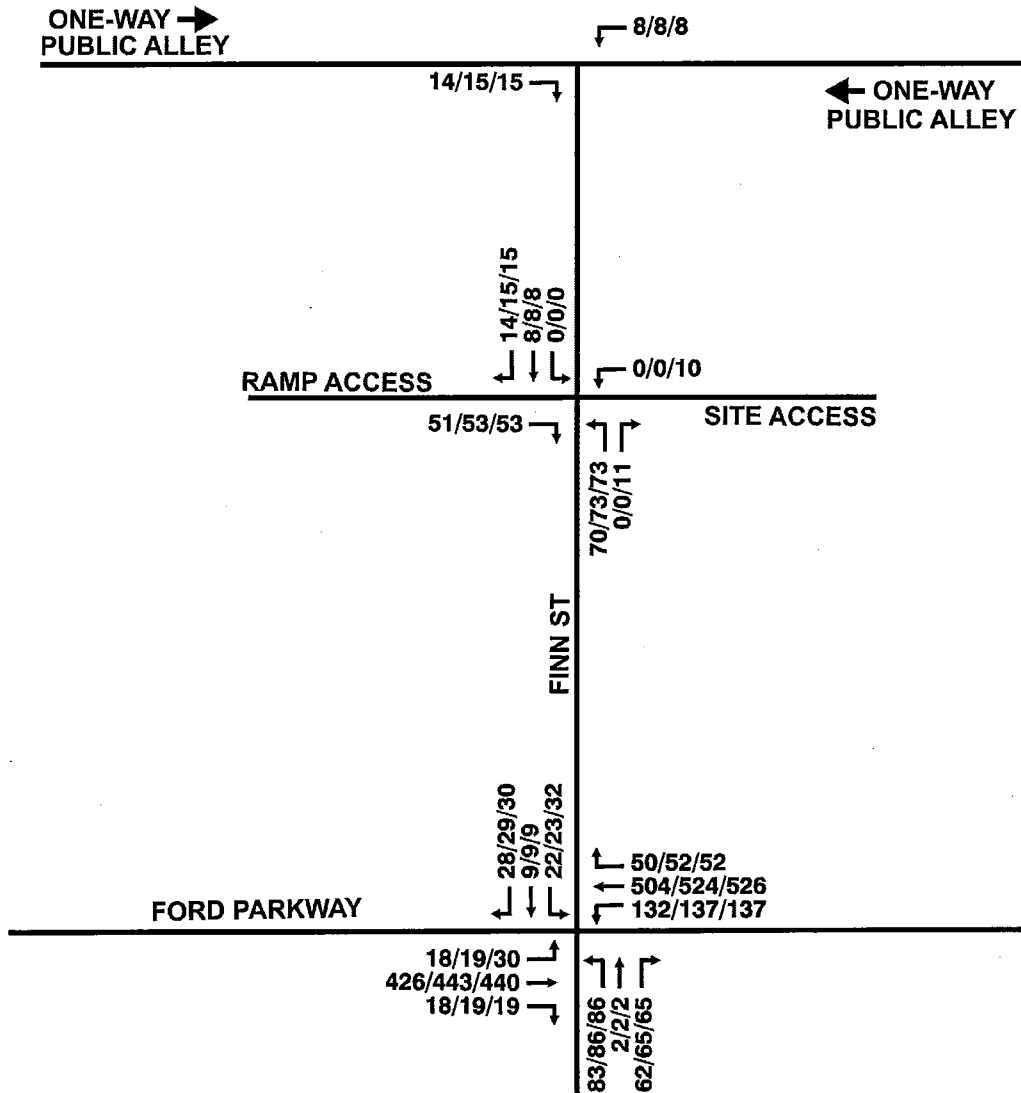 ONE-WAY
PUBLIC ALLEY
8/8/8
14/15/15
ONE-WAY
PUBLIC ALLEY
14/15/15
8/8/8
0/0/0
RAMP ACCESS
0/0/10
51/53/53
SITE ACCESS
70/73/73
0/0/11
FINN ST
28/29/30
9/9/9
22/23/32
50/52/52
504/524/526
132/137/137
FORD PARKWAY
18/19/30
426/443/440
18/19/19
83/86/86
2/2/2
62/65/65